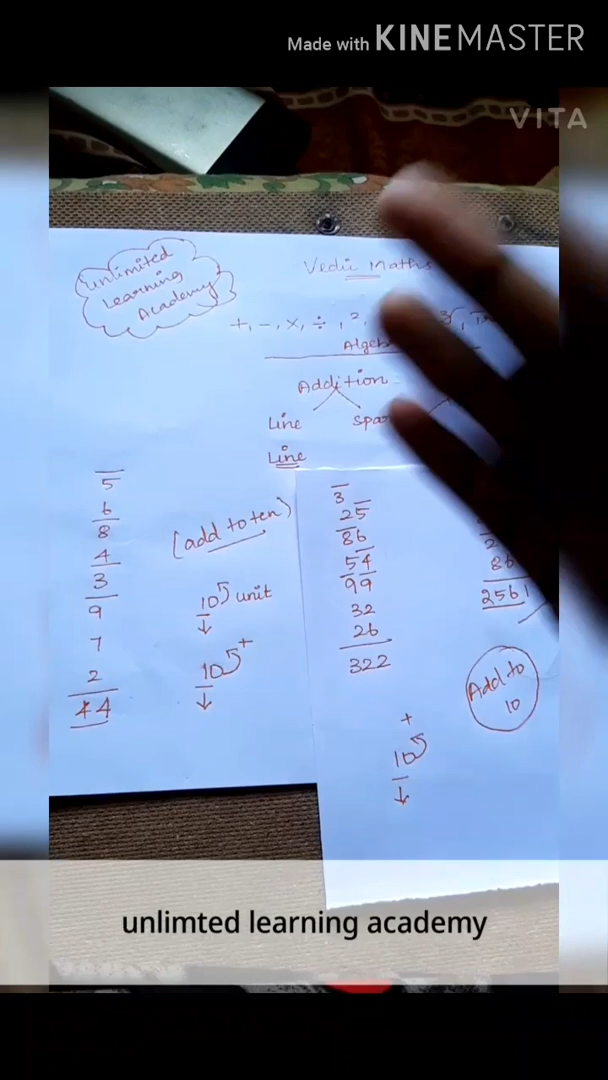 Made with KINEMASTER
VITA
Unlimited
Learning
Academy
Vedic Maths
+, -, ×, ÷, ²,
Addition
Line
Line
5
6
8
4
3
9
7
2
44
(add to ten)
10 unit
10 +
3
25
86
54
99
32
26
322
86
2561
Add to
10
+
10
unlimted learning academy